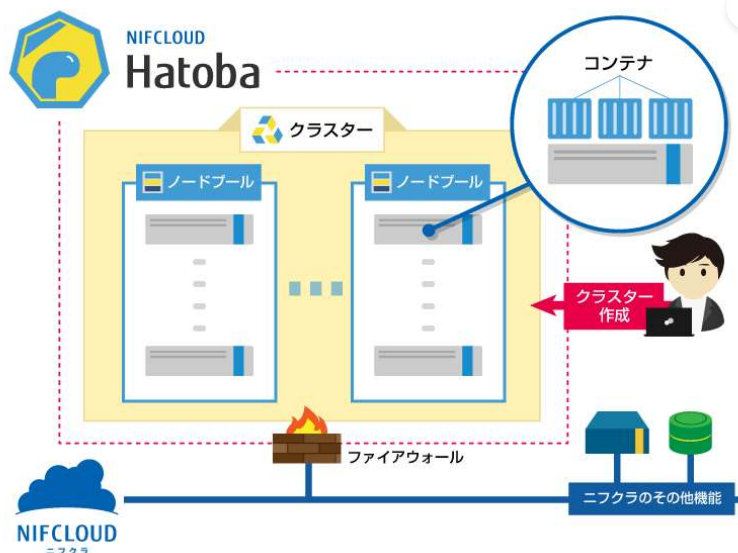 NIFCLOUD
Hatoba
コンテナ
クラスター
ノードプール
ノードプール
クラスター
作成
ファイアウォール
ニフクラのその他機能
NIFCLOUD
ニフクラ